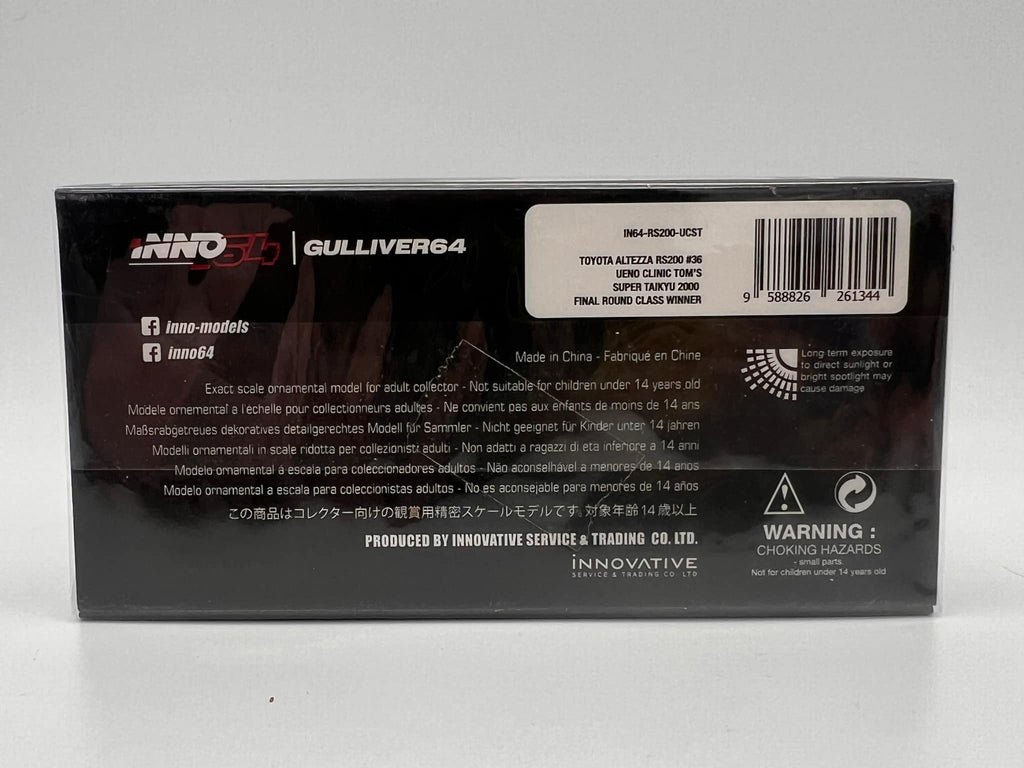 INNO64 | GULLIVER64
inno-models
inno64
IN64-RS200-UCST
TOYOTA ALTEZZA RS200 #36
UENO CLINIC TOM'S
SUPER TAIKYU 2000
FINAL ROUND CLASS WINNER
9 588826 261344
Made in China - Fabriqué en Chine
Long term exposure
to direct sunlight or
bright spotlight may
cause damage
Exact scale ornamental model for adult collector - Not suitable for children under 14 years old
Modele ornemental a l'échelle pour collectionneurs adultes - Ne convient pas aux enfants de moins de 14 ans
Maßsrabgetreues dekoratives detailgerechtes Modell für Sammler - Nicht geeignet für Kinder unter 14 jahren
Modelli ornamentali in scale ridotta per collezionisti adulti - Non adatti a ragazzi di età inferiore a 14 anni
Modelo ornamental á escala para coleccionadores adultos - Não aconselhável a menores de 14 anos
Modelo ornamental a escala para coleccionistas adultos - No es aconsejable para menores de 14 años
この商品はコレクター向けの観賞用精密スケールモデルです。対象年齢14歳以上
PRODUCED BY INNOVATIVE SERVICE & TRADING CO. LTD.
INNOVATIVE
SERVICE & TRADING CO LTD
WARNING :
CHOKING HAZARDS
- small parts.
Not for children under 14 years old